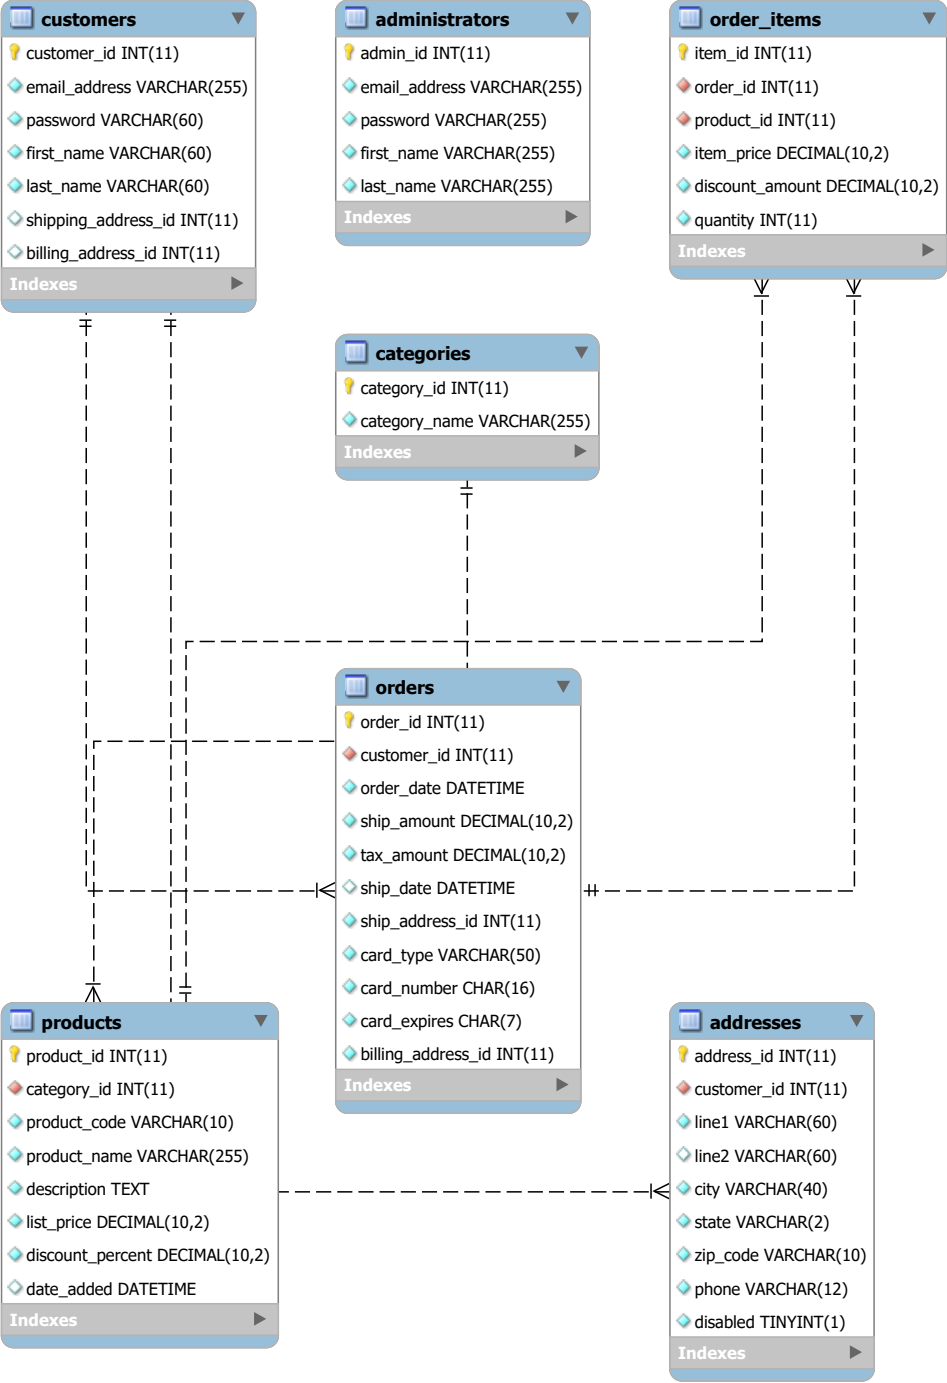 customers
customer_id INT(11)
email_address VARCHAR(255)
password VARCHAR(60)
first_name VARCHAR(60)
last_name VARCHAR(60)
shipping_address_id INT(11)
billing_address_id INT(11)
Indexes
administrators
admin_id INT(11)
email_address VARCHAR(255)
password VARCHAR(255)
first_name VARCHAR(255)
last_name VARCHAR(255)
Indexes
order_items
item_id INT(11)
order_id INT(11)
product_id INT(11)
item_price DECIMAL(10,2)
discount_amount DECIMAL(10,2)
quantity INT(11)
Indexes
categories
category_id INT(11)
category_name VARCHAR(255)
Indexes
orders
order_id INT(11)
customer_id INT(11)
order_date DATETIME
ship_amount DECIMAL(10,2)
tax_amount DECIMAL(10,2)
ship_date DATETIME
ship_address_id INT(11)
card_type VARCHAR(50)
card_number CHAR(16)
card_expires CHAR(7)
billing_address_id INT(11)
Indexes
products
product_id INT(11)
category_id INT(11)
product_code VARCHAR(10)
product_name VARCHAR(255)
description TEXT
list_price DECIMAL(10,2)
discount_percent DECIMAL(10,2)
date_added DATETIME
Indexes
addresses
address_id INT(11)
customer_id INT(11)
line1 VARCHAR(60)
line2 VARCHAR(60)
city VARCHAR(40)
state VARCHAR(2)
zip_code VARCHAR(10)
phone VARCHAR(12)
disabled TINYINT(1)
Indexes